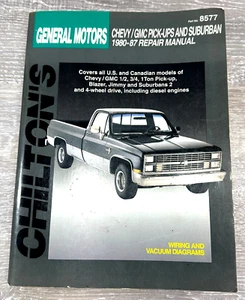 Part No. 8577
GENERAL MOTORS
CHEVY/GMC PICK-UPS AND SUBURBAN
1980-87 REPAIR MANUAL
Covers all U.S. and Canadian models of
Chevy/GMC 1/2, 3/4, 1Ton Pick-up,
Blazer, Jimmy and Suburbans 2
and 4-wheel drive, including diesel engines
CHILTON'S
WIRING AND
VACUUM DIAGRAMS